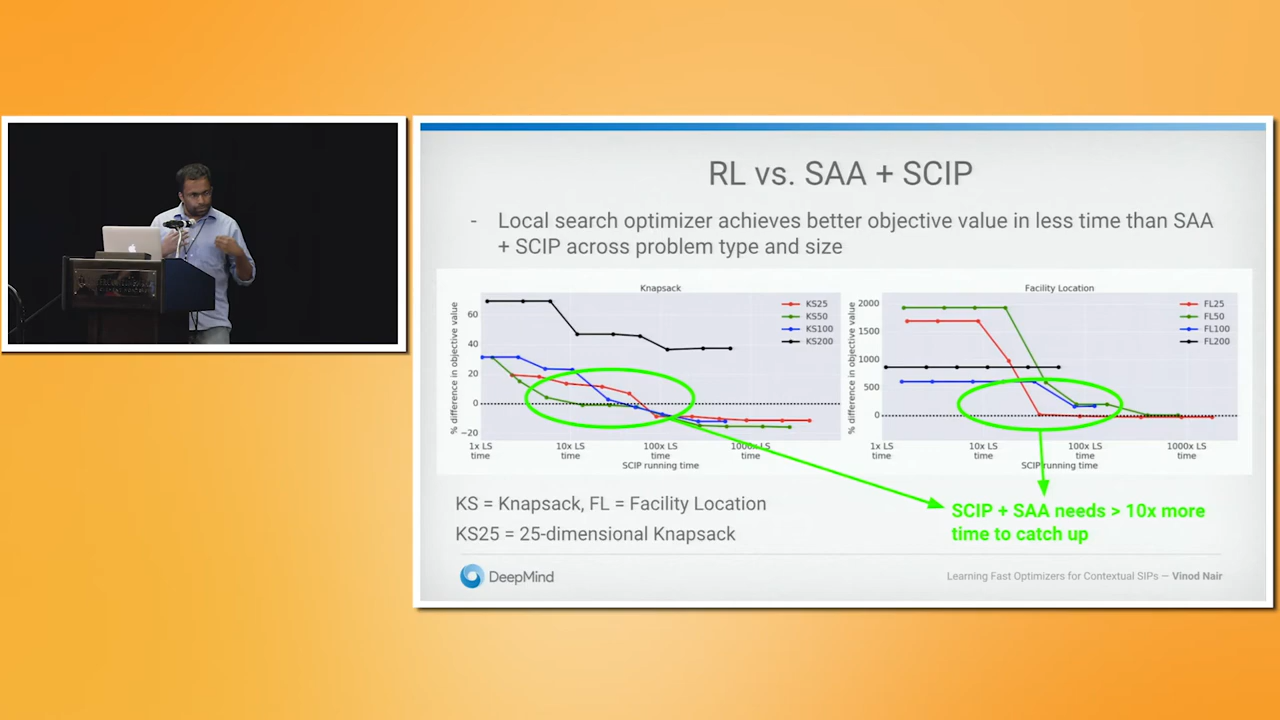 RL vs. SAA + SCIP
- Local search optimizer achieves better objective value in less time than SAA
+ SCIP across problem type and size
Knapsack
% difference in objective value
60
40
20
0
−20
KS25
KS50
KS100
KS200
1x LS time
10x LS time
100x LS time
1000x LS time
SCIP running time
Facility Location
% difference in objective value
2000
1500
1000
500
0
FL25
FL50
FL100
FL200
1x LS time
10x LS time
100x LS time
1000x LS time
SCIP running time
KS = Knapsack, FL = Facility Location
KS25 = 25-dimensional Knapsack
SCIP + SAA needs > 10x more
time to catch up
DeepMind
Learning Fast Optimizers for Contextual SIPs — Vinod Nair